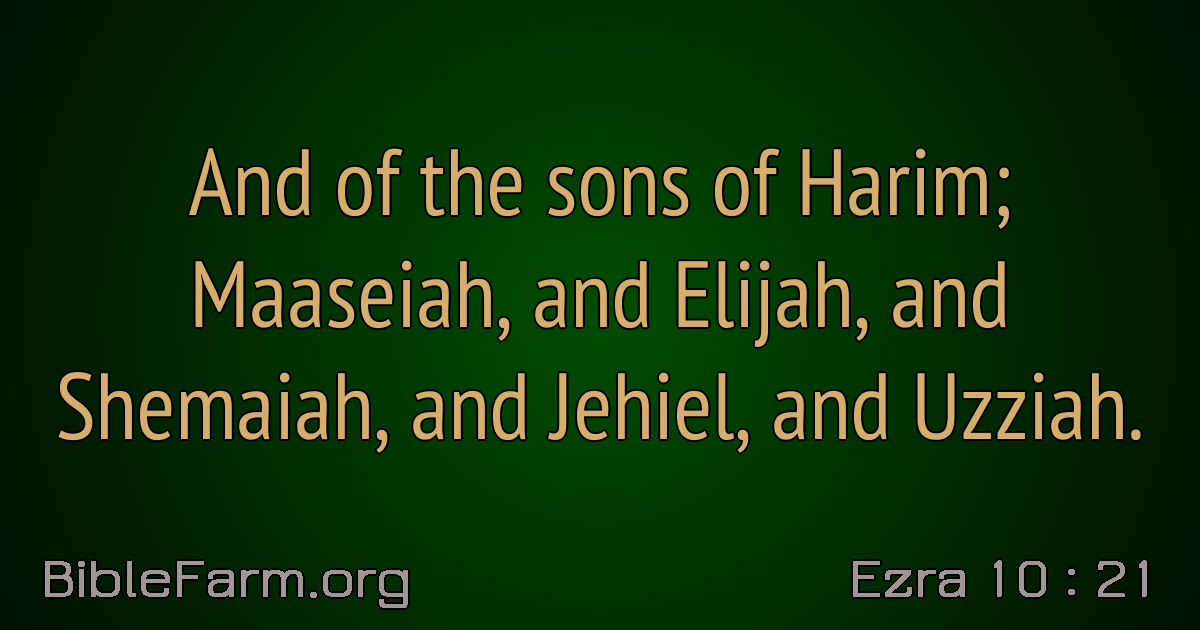 And of the sons of Harim;
Maaseiah, and Elijah, and
Shemaiah, and Jehiel, and Uzziah.
BibleFarm.org
Ezra 10 : 21